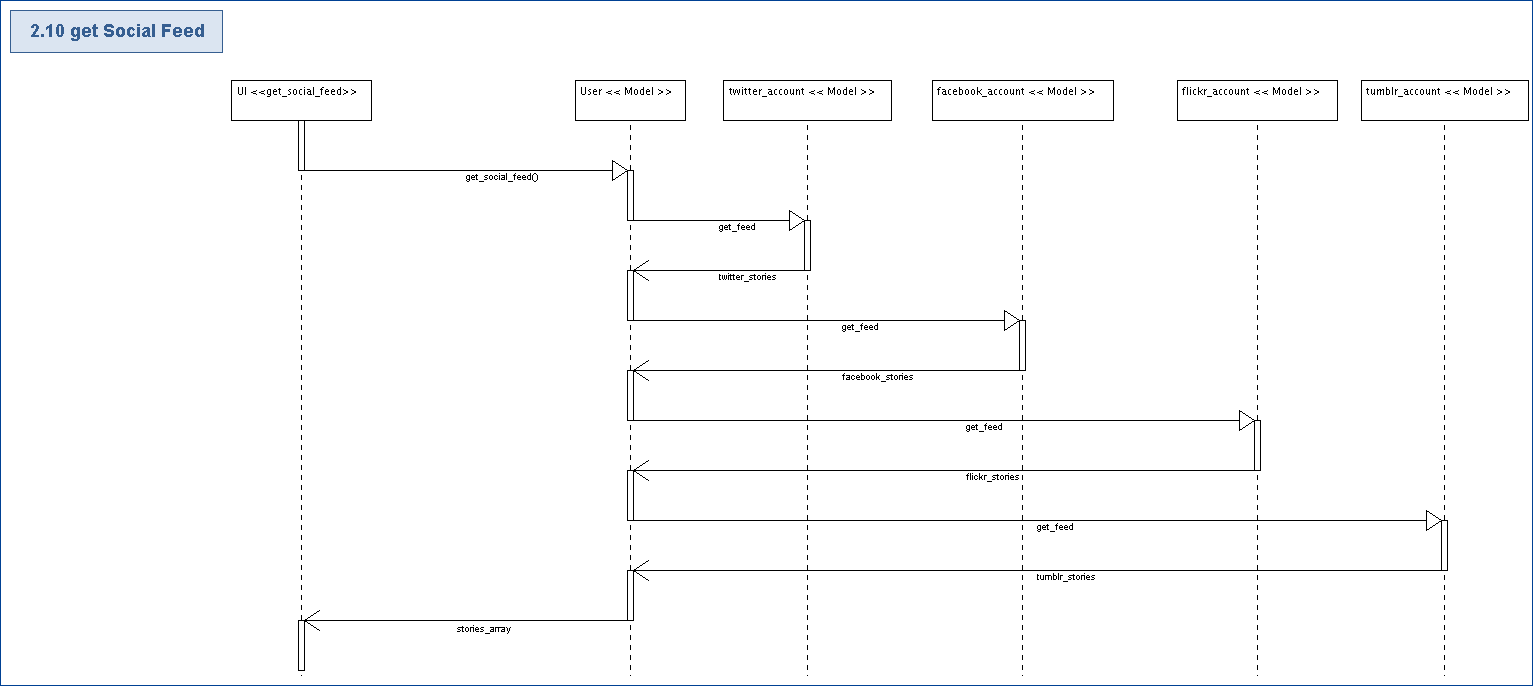 2.10 get Social Feed
UI <<get_social_feed>>
User << Model >>
twitter_account << Model >>
facebook_account << Model >>
flickr_account << Model >>
tumblr_account << Model >>
get_social_feed()
get_feed
twitter_stories
get_feed
facebook_stories
get_feed
flickr_stories
get_feed
tumblr_stories
stories_array